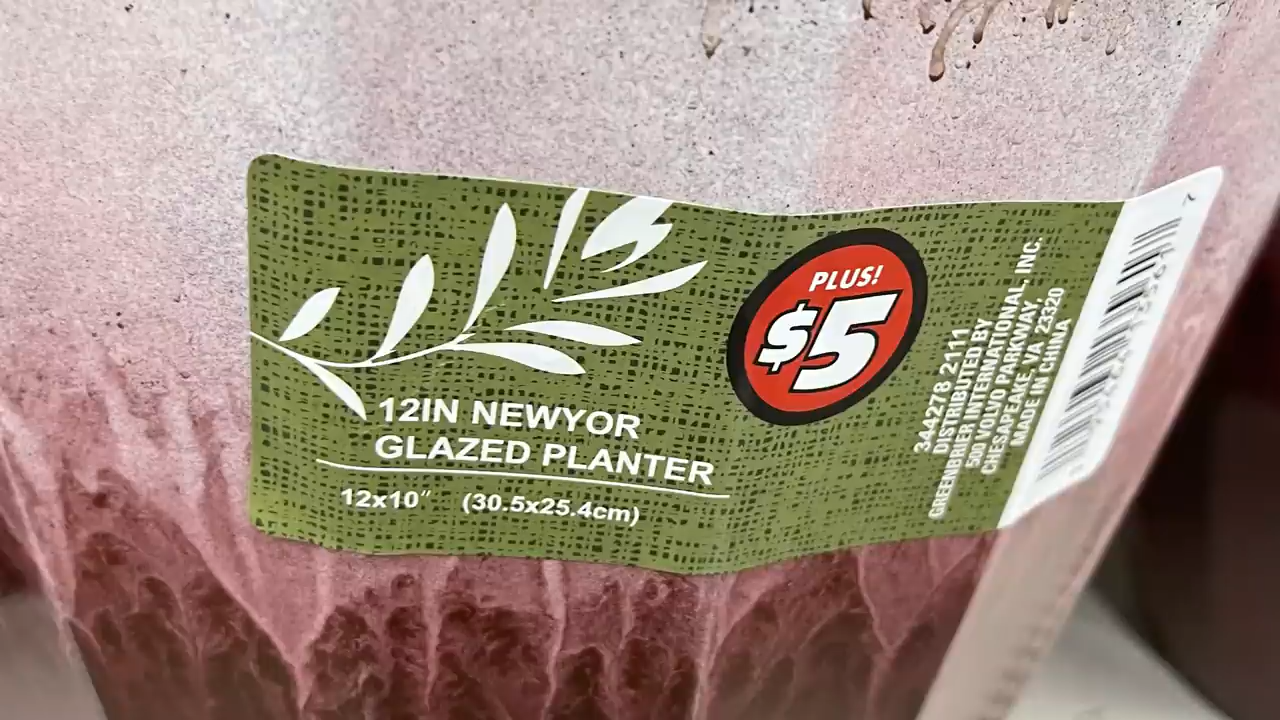 12IN NEWYOR
GLAZED PLANTER
12x10" (30.5x25.4cm)
PLUS!
$5
344278 2111
DISTRIBUTED BY
GREENBRIER INTERNATIONAL, INC.
500 VOLVO PARKWAY,
CHESAPEAKE, VA 23320
MADE IN CHINA